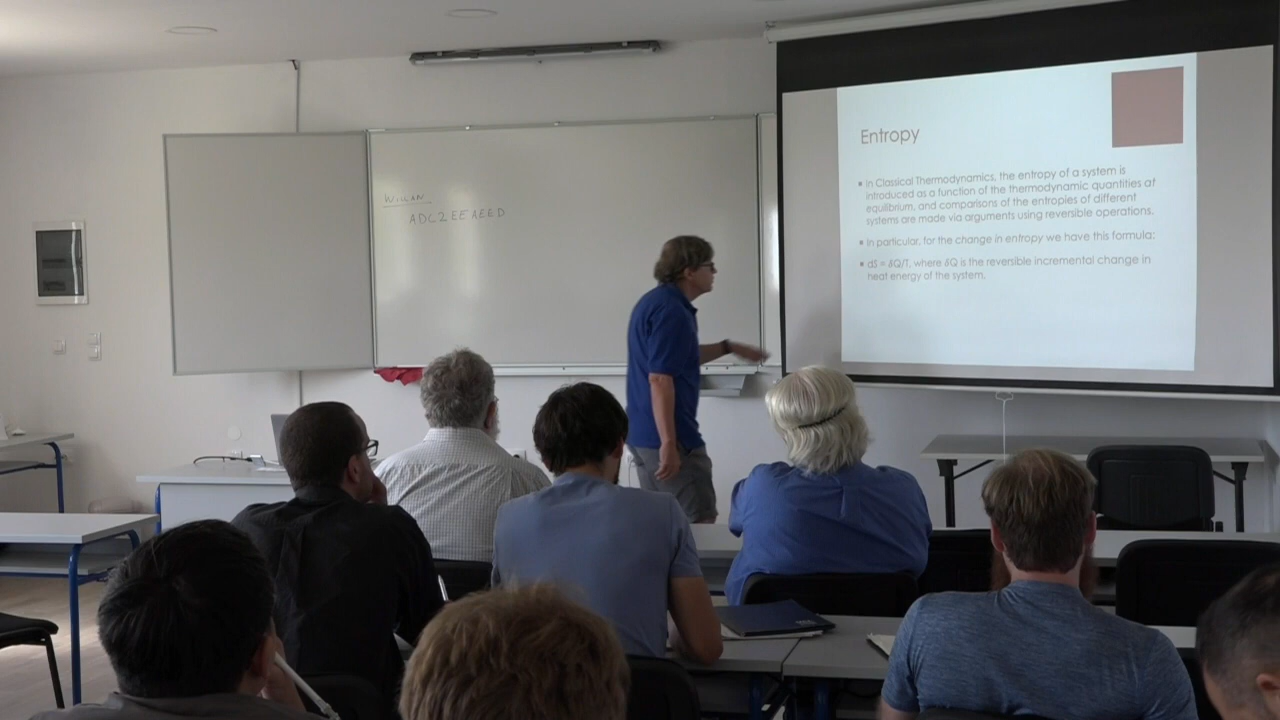 WILLAN
ADC2EEAEED
Entropy
▪ In Classical Thermodynamics, the entropy of a system is
introduced as a function of the thermodynamic quantities at
equilibrium, and comparisons of the entropies of different
systems are made via arguments using reversible operations.
▪ In particular, for the change in entropy we have this formula:
▪ dS = δQ/T, where δQ is the reversible incremental change in
heat energy of the system.